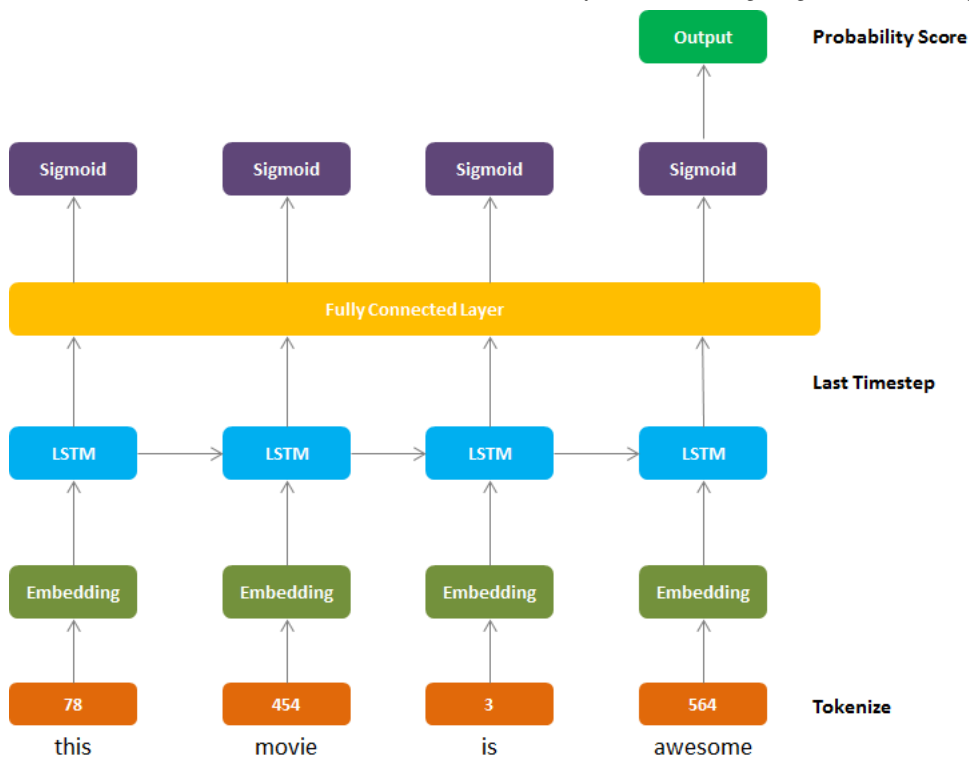 Output
Probability Score
Sigmoid
Sigmoid
Sigmoid
Sigmoid
Fully Connected Layer
Last Timestep
LSTM
LSTM
LSTM
LSTM
Embedding
Embedding
Embedding
Embedding
78
454
3
564
Tokenize
this
movie
is
awesome